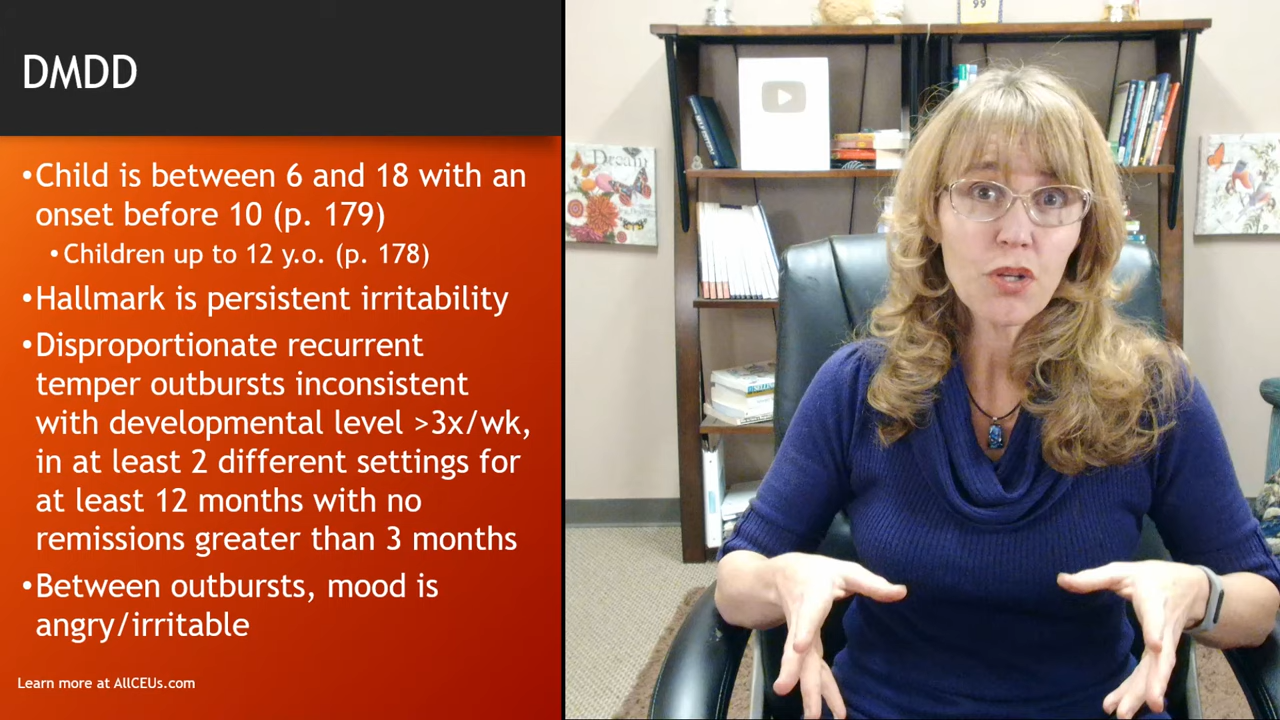 DMDD
•Child is between 6 and 18 with an
onset before 10 (p. 179)
•Children up to 12 y.o. (p. 178)
•Hallmark is persistent irritability
•Disproportionate recurrent
temper outbursts inconsistent
with developmental level >3x/wk,
in at least 2 different settings for
at least 12 months with no
remissions greater than 3 months
•Between outbursts, mood is
angry/irritable
Learn more at AllCEUs.com
99
Dream